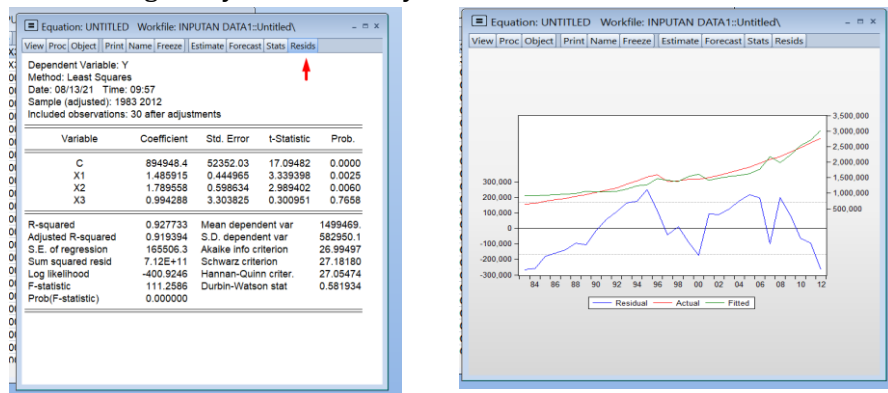 Equation: UNTITLED Workfile: INPUTAN DATA1::Untitled\
View Proc Object Print Name Freeze Estimate Forecast Stats Resids
Dependent Variable: Y
Method: Least Squares
Date: 08/13/21 Time: 09:57
Sample (adjusted): 1983 2012
Included observations: 30 after adjustments
Variable Coefficient Std. Error t-Statistic Prob.
C 894948.4 52352.03 17.09482 0.0000
X1 1.485915 0.444965 3.339398 0.0025
X2 1.789558 0.598634 2.989402 0.0060
X3 0.994288 3.303825 0.300951 0.7658
R-squared 0.927733 Mean dependent var 1499469.
Adjusted R-squared 0.919394 S.D. dependent var 582950.1
S.E. of regression 165506.3 Akaike info criterion 26.99497
Sum squared resid 7.12E+11 Schwarz criterion 27.18180
Log likelihood -400.9246 Hannan-Quinn criter. 27.05474
F-statistic 111.2586 Durbin-Watson stat 0.581934
Prob(F-statistic) 0.000000
Equation: UNTITLED Workfile: INPUTAN DATA1::Untitled\
View Proc Object Print Name Freeze Estimate Forecast Stats Resids
3,500,000
3,000,000
2,500,000
2,000,000
1,500,000
1,000,000
500,000
300,000
200,000
100,000
0
-100,000
-200,000
-300,000
84 86 88 90 92 94 96 98 00 02 04 06 08 10 12
Residual Actual Fitted